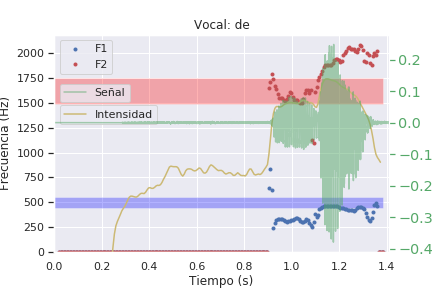 Vocal: de
F1
F2
Señal
Intensidad
2000
1750
1500
1250
1000
750
500
250
0
Frecuencia (Hz)
0.2
0.1
0.0
−0.1
−0.2
−0.3
−0.4
0.0 0.2 0.4 0.6 0.8 1.0 1.2 1.4
Tiempo (s)